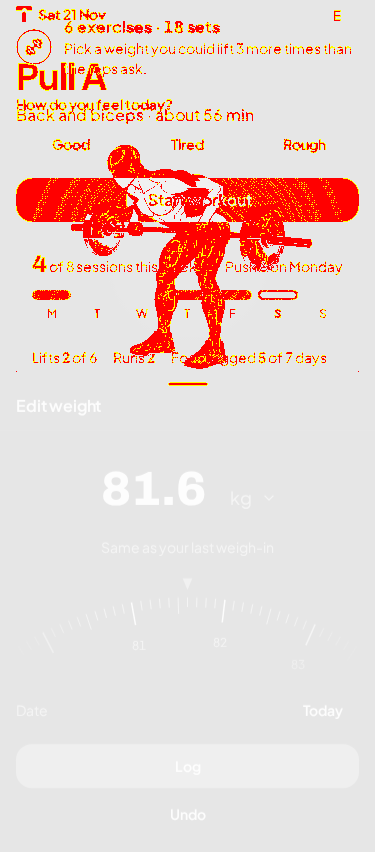 Sat 21 Nov
E
6 exercises · 18 sets
Pick a weight you could lift 3 more times than
the reps ask.
Pull A
How do you feel today?
Back and biceps · about 56 min
Good Tired Rough
Start workout
4 of 8 sessions this week Push B on Monday
M T W T F S S
Lifts 2 of 6 Runs 2 Food logged 5 of 7 days
Edit weight
81.6 kg
Same as your last weigh-in
81 82 83
Date Today
Log
Undo